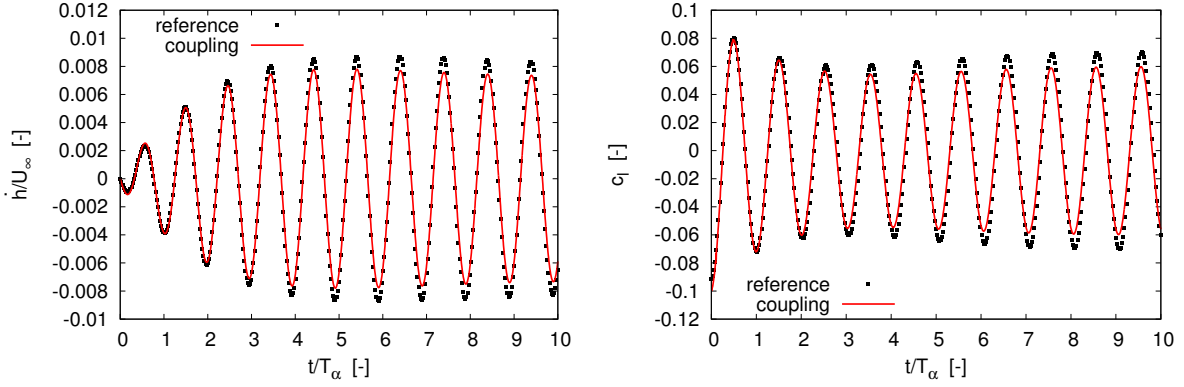 reference
coupling
0.012
0.01
0.008
0.006
0.004
0.002
0
-0.002
-0.004
-0.006
-0.008
-0.01
ḣ/U∞ [-]
0 1 2 3 4 5 6 7 8 9 10
t/Tα [-]
0.1
0.08
0.06
0.04
0.02
0
-0.02
-0.04
-0.06
-0.08
-0.1
-0.12
cl [-]
reference
coupling
0 1 2 3 4 5 6 7 8 9 10
t/Tα [-]